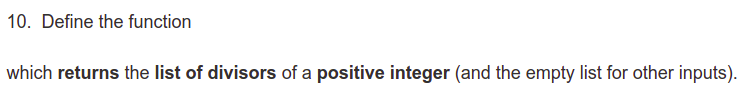 10. Define the function
which returns the list of divisors of a positive integer (and the empty list for other inputs).